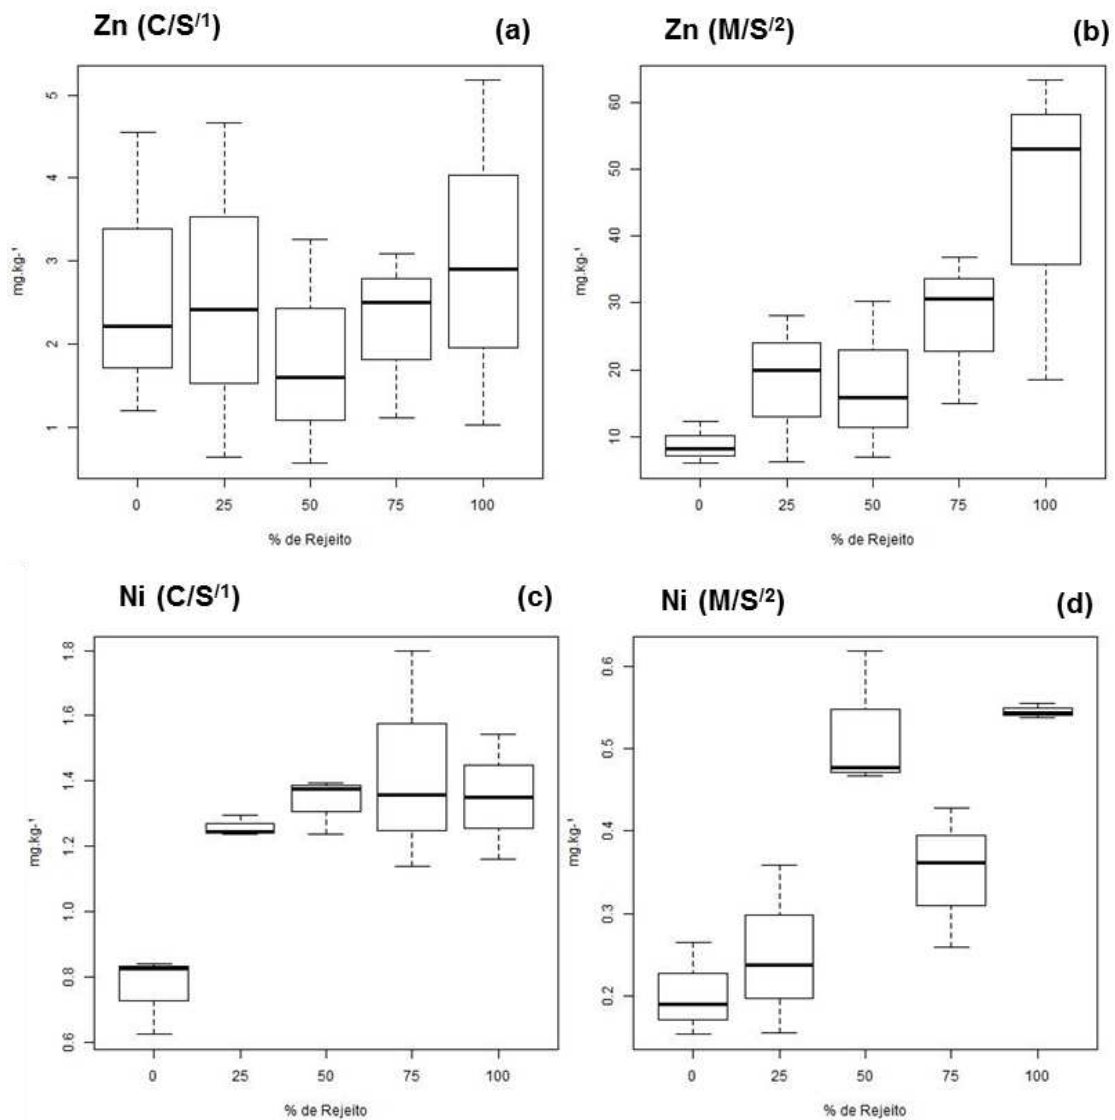 Zn (C/S/1)
(a)
mg.kg-¹
5
4
3
2
1
0 25 50 75 100
% de Rejeito
Zn (M/S/2)
(b)
mg.kg-¹
60
50
40
30
20
10
0 25 50 75 100
% de Rejeito
Ni (C/S/1)
(c)
mg.kg-¹
1.8
1.6
1.4
1.2
1.0
0.8
0.6
0 25 50 75 100
% de Rejeito
Ni (M/S/2)
(d)
mg.kg-¹
0.6
0.5
0.4
0.3
0.2
0 25 50 75 100
% de Rejeito